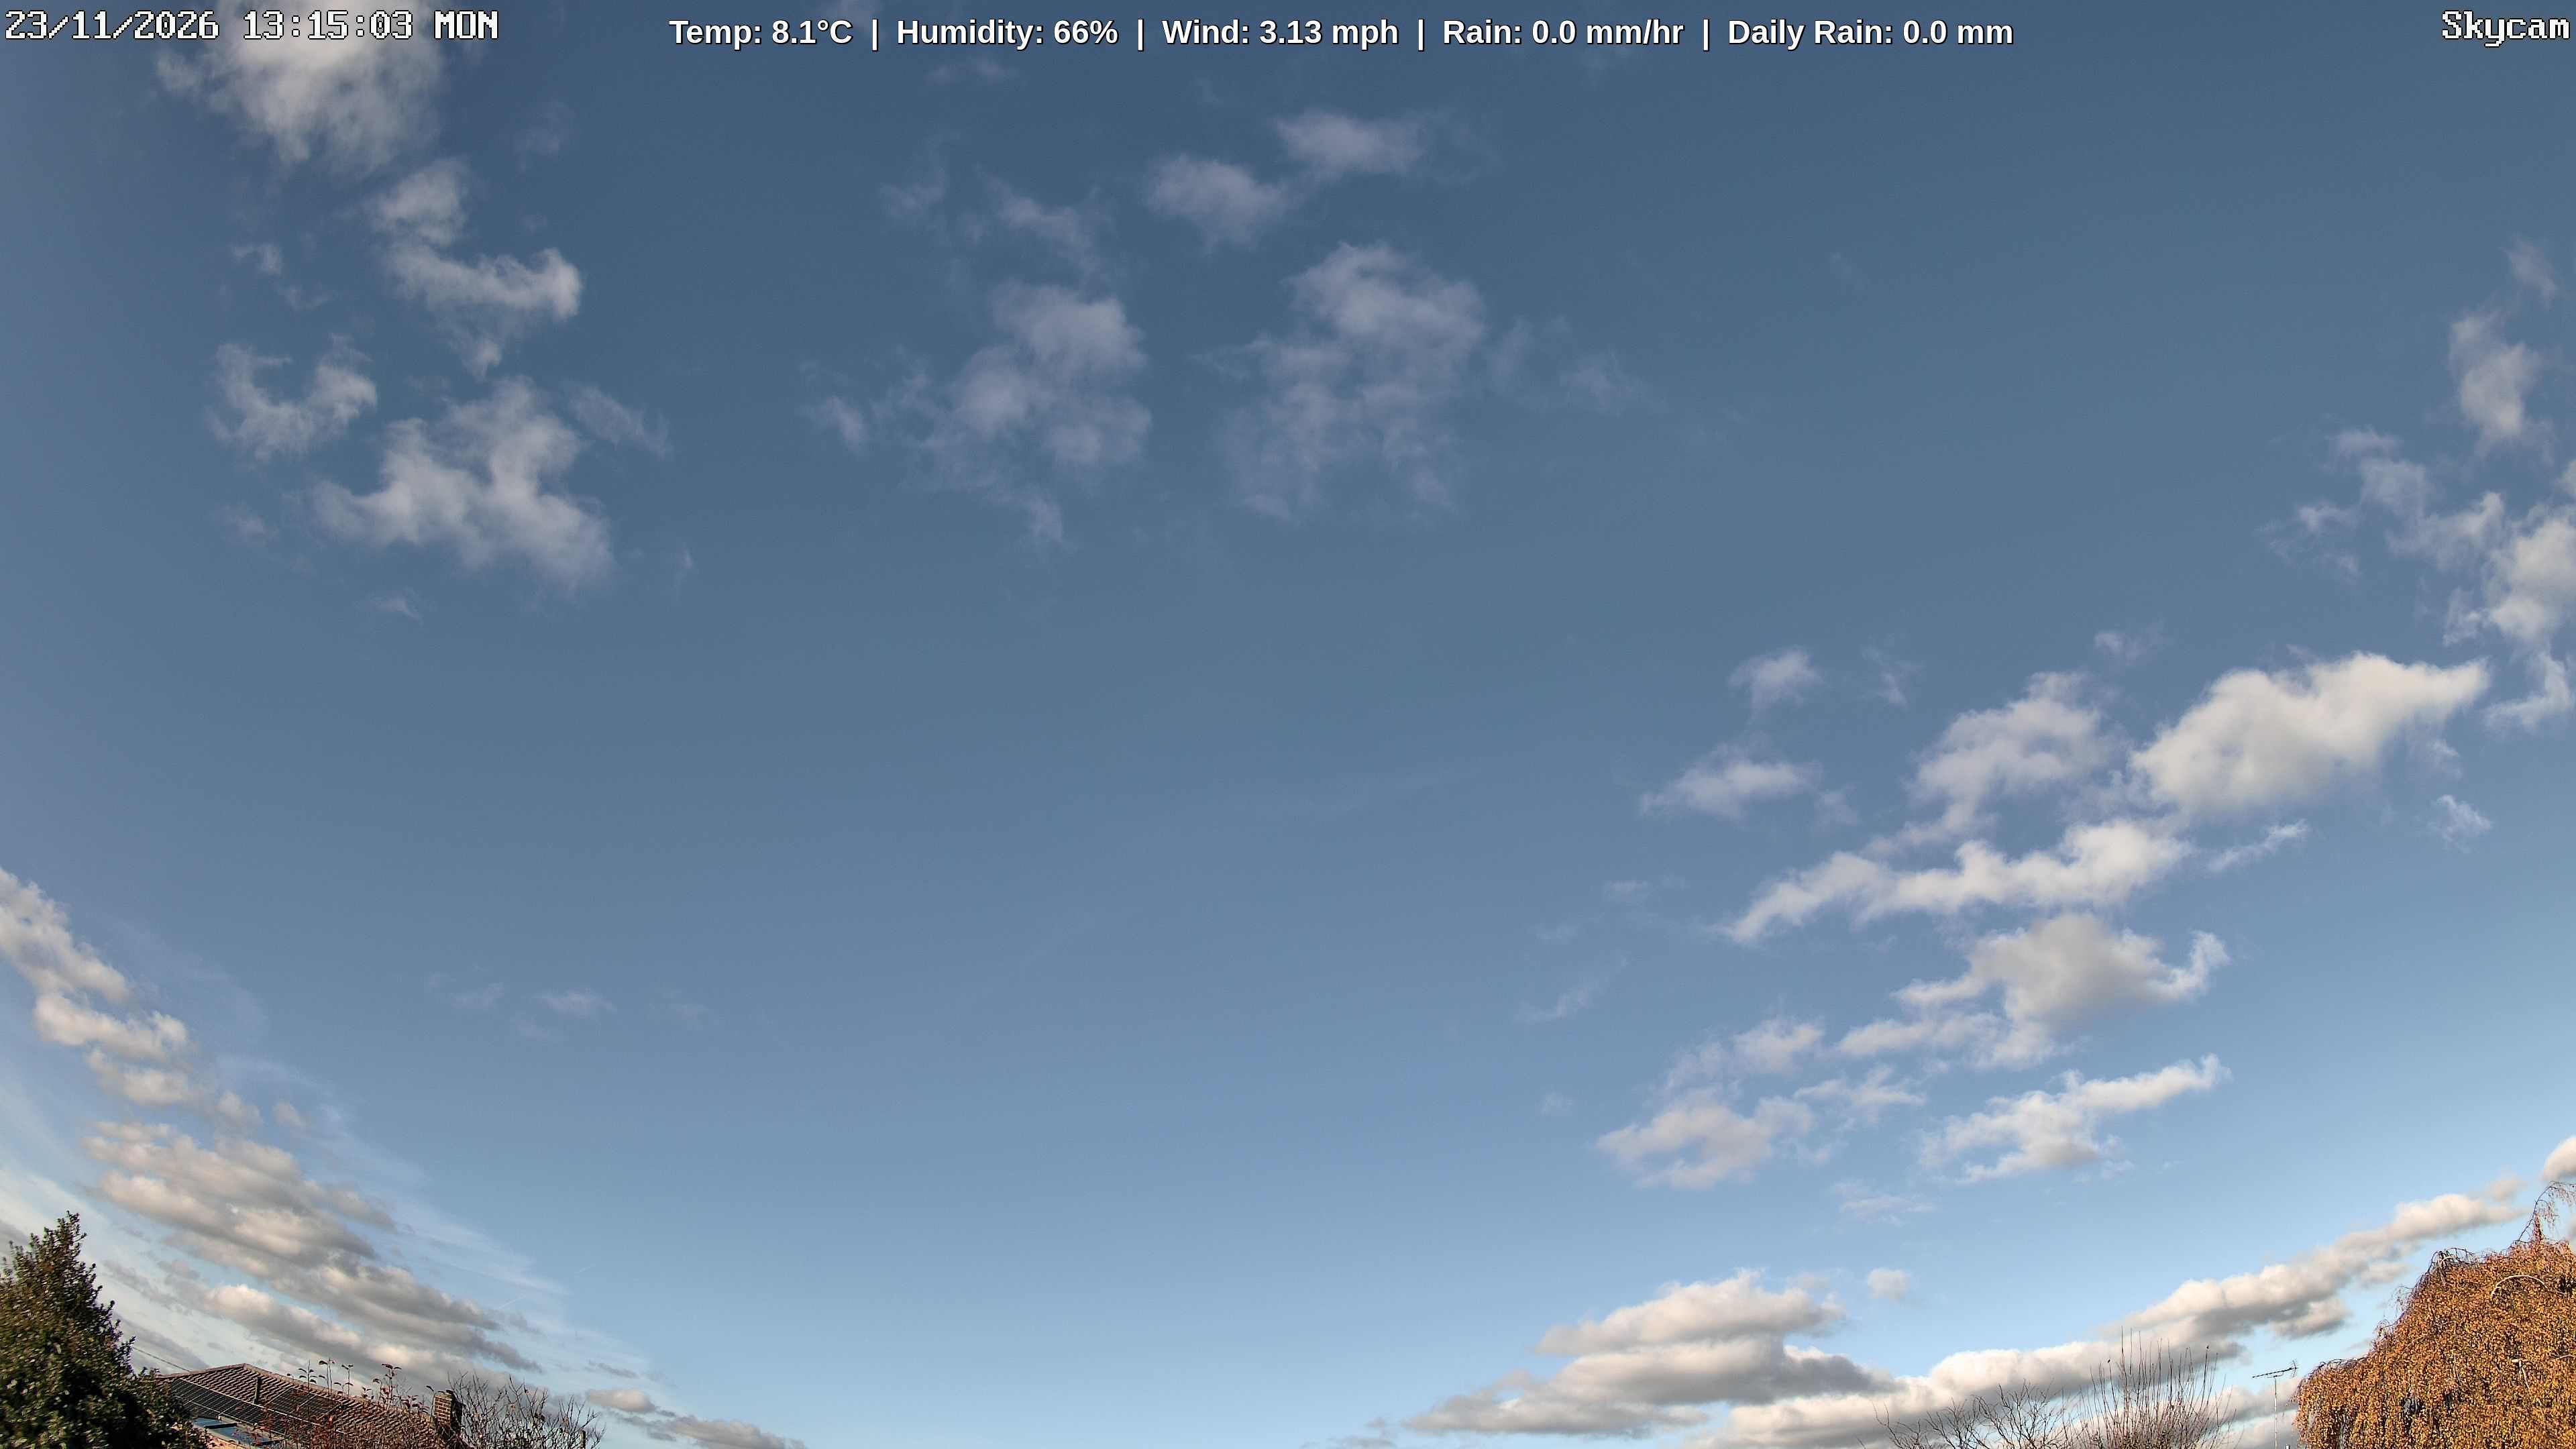 23/11/2026 13:15:03 MON
Temp: 8.1°C | Humidity: 66% | Wind: 3.13 mph | Rain: 0.0 mm/hr | Daily Rain: 0.0 mm
Skycam